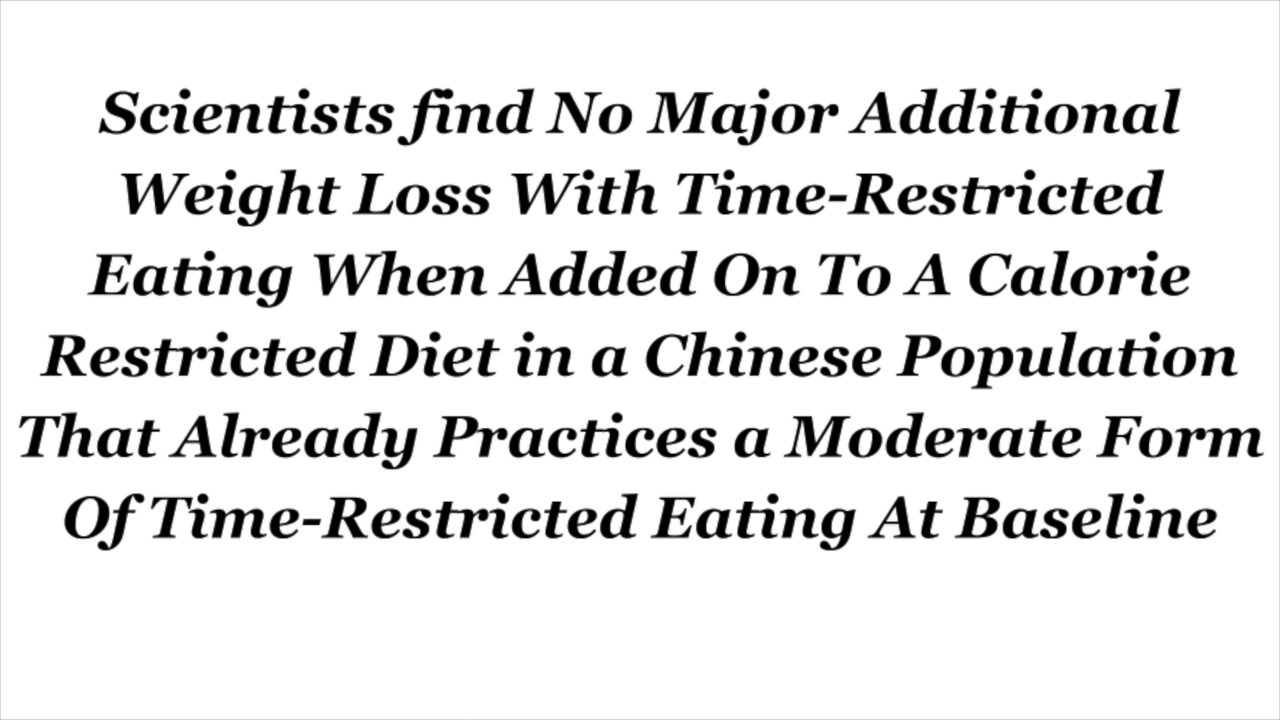 Scientists find No Major Additional
Weight Loss With Time-Restricted
Eating When Added On To A Calorie
Restricted Diet in a Chinese Population
That Already Practices a Moderate Form
Of Time-Restricted Eating At Baseline